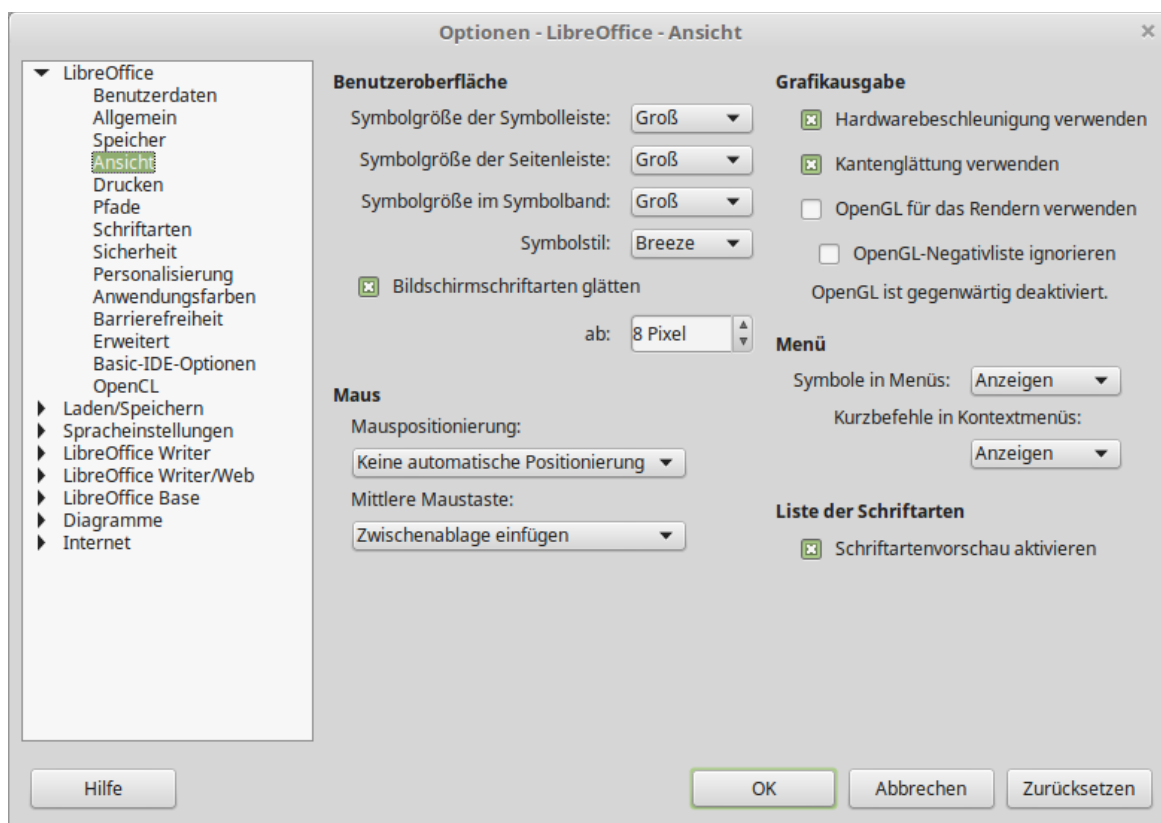 Optionen - LibreOffice - Ansicht
LibreOffice
Benutzerdaten
Allgemein
Speicher
Ansicht
Drucken
Pfade
Schriftarten
Sicherheit
Personalisierung
Anwendungsfarben
Barrierefreiheit
Erweitert
Basic-IDE-Optionen
OpenCL
Laden/Speichern
Spracheinstellungen
LibreOffice Writer
LibreOffice Writer/Web
LibreOffice Base
Diagramme
Internet
Benutzeroberfläche
Symbolgröße der Symbolleiste: Groß
Symbolgröße der Seitenleiste: Groß
Symbolgröße im Symbolband: Groß
Symbolstil: Breeze
Bildschirmschriftarten glätten
ab: 8 Pixel
Maus
Mauspositionierung:
Keine automatische Positionierung
Mittlere Maustaste:
Zwischenablage einfügen
Grafikausgabe
Hardwarebeschleunigung verwenden
Kantenglättung verwenden
OpenGL für das Rendern verwenden
OpenGL-Negativliste ignorieren
OpenGL ist gegenwärtig deaktiviert.
Menü
Symbole in Menüs: Anzeigen
Kurzbefehle in Kontextmenüs:
Anzeigen
Liste der Schriftarten
Schriftartenvorschau aktivieren
Hilfe
OK
Abbrechen
Zurücksetzen